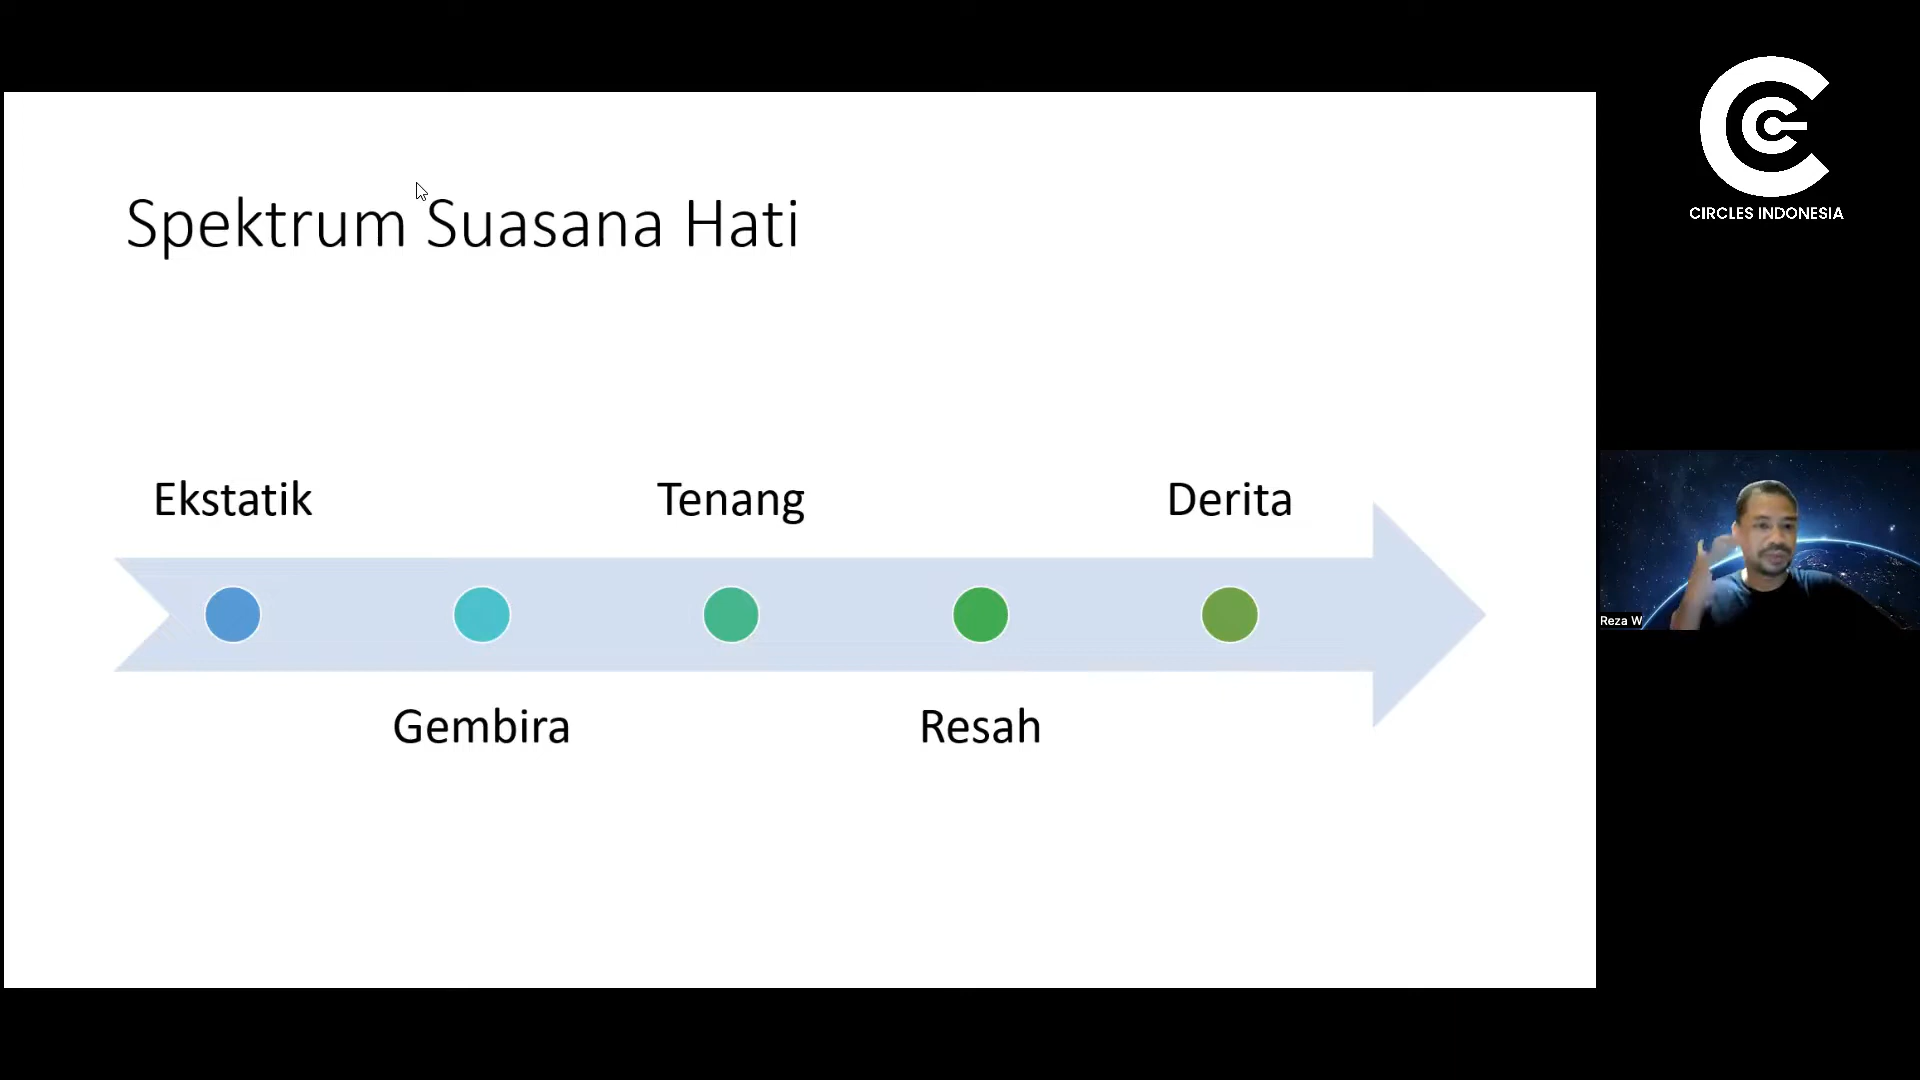 CIRCLES INDONESIA
Spektrum Suasana Hati
Ekstatik
Tenang
Derita
Gembira
Resah
Reza W